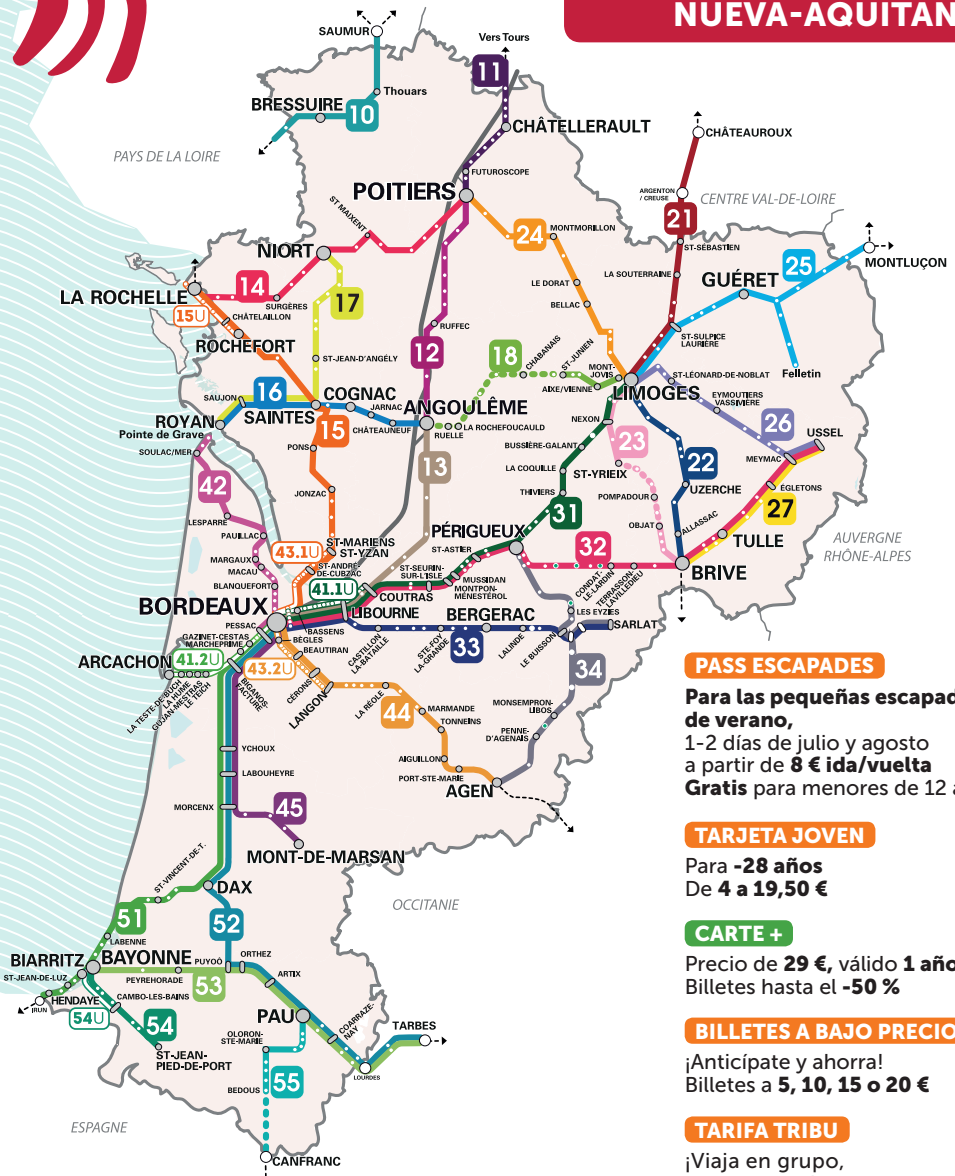 NUEVA-AQUITAN
SAUMUR
Vers Tours
11
Thouars
BRESSUIRE
10
CHÂTELLERAULT
CHÂTEAUROUX
PAYS DE LA LOIRE
FUTUROSCOPE
POITIERS
ARGENTON
/ CREUSE
CENTRE VAL-DE-LOIRE
ST MAIXENT
24
MONTMORILLON
21
ST-SÉBASTIEN
NIORT
25
MONTLUÇON
LA SOUTERRAINE
GUÉRET
LE DORAT
14
17
LA ROCHELLE
SURGÈRES
BELLAC
15U
CHÂTELAILLON
RUFFEC
ST-SULPICE
LAURIÈRE
ROCHEFORT
12
18
CHABANAIS
ST-JUNIEN
ST-JEAN-D'ANGÉLY
MONT-
JOVIS
Felletin
ST-LÉONARD-DE-NOBLAT
AIXE/VIENNE
LIMOGES
16
COGNAC
SAUJON
JARNAC
ANGOULÊME
EYMOUTIERS
VASSIVIÈRE
ROYAN
Pointe de Grave
SAINTES
CHÂTEAUNEUF
RUELLE
LA ROCHEFOUCAULD
NEXON
26
USSEL
15
23
SOULAC/MER
PONS
BUSSIÈRE-GALANT
MEYMAC
13
LA COQUILLE
ST-YRIEIX
22
42
JONZAC
THIVIERS
POMPADOUR
UZERCHE
ÉGLETONS
27
LESPARRE
31
OBJAT
ALLASSAC
PAUILLAC
PÉRIGUEUX
TULLE
AUVERGNE
RHÔNE-ALPES
43.1U
ST-MARIENS
ST-YZAN
ST-ASTIER
32
MARGAUX
MACAU
ST-ANDRÉ-
DE-CUBZAC
ST-SEURIN-
SUR-L'ISLE
BRIVE
BLANQUEFORT
41.1U
MUSSIDAN
MONTPON-
MÉNESTÉROL
CONDAT-
LE-LARDIN
TERRASSON-
LAVILLEDIEU
COUTRAS
BORDEAUX
LIBOURNE
BERGERAC
LES EYZIES
PESSAC
BASSENS
SARLAT
GAZINET-CESTAS
MARCHEPRIME
BÈGLES
BEAUTIRAN
CASTILLON
LA-BATAILLE
STE-FOY
LA-GRANDE
33
LALINDE
LE BUISSON
ARCACHON
41.2U
43.2U
34
LA TESTE-DE-BUCH
LA HUME
GUJAN-MESTRAS
LE TEICH
BIGANOS-
FACTURE
CÉRONS
LANGON
LA RÉOLE
44
MARMANDE
TONNEINS
MONSEMPRON-
LIBOS
PENNE-
D'AGENAIS
YCHOUX
AIGUILLON
LABOUHEYRE
PORT-STE-MARIE
AGEN
MORCENX
45
MONT-DE-MARSAN
ST-VINCENT-DE-T.
DAX
OCCITANIE
51
52
LABENNE
BIARRITZ
BAYONNE
PUYOÔ
ORTHEZ
ST-JEAN-DE-LUZ
PEYREHORADE
53
ARTIX
HENDAYE
IRUN
CAMBO-LES-BAINS
54U
54
PAU
COARRAZE-
NAY
TARBES
OLORON-
STE-MARIE
ST-JEAN-
PIED-DE-PORT
LOURDES
BEDOUS
55
ESPAGNE
CANFRANC
PASS ESCAPADES
Para las pequeñas escapad
de verano,
1-2 días de julio y agosto
a partir de 8 € ida/vuelta
Gratis para menores de 12 a
TARJETA JOVEN
Para -28 años
De 4 a 19,50 €
CARTE +
Precio de 29 €, válido 1 año
Billetes hasta el -50 %
BILLETES A BAJO PRECIO
¡Anticípate y ahorra!
Billetes a 5, 10, 15 o 20 €
TARIFA TRIBU
¡Viaja en grupo,